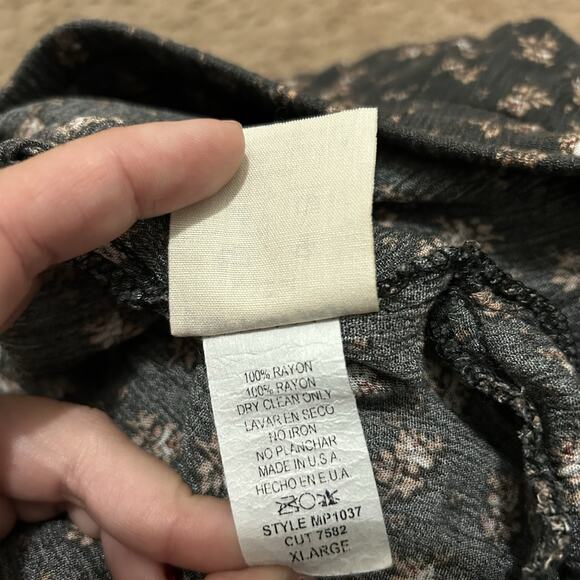 100% RAYON
100% RAYON
DRY CLEAN ONLY
LAVAR EN SECO
NO IRON
NO PLANCHAR
MADE IN U.S.A
HECHO EN E.U.A.
STYLE MP1037
CUT 7582
XLARGE